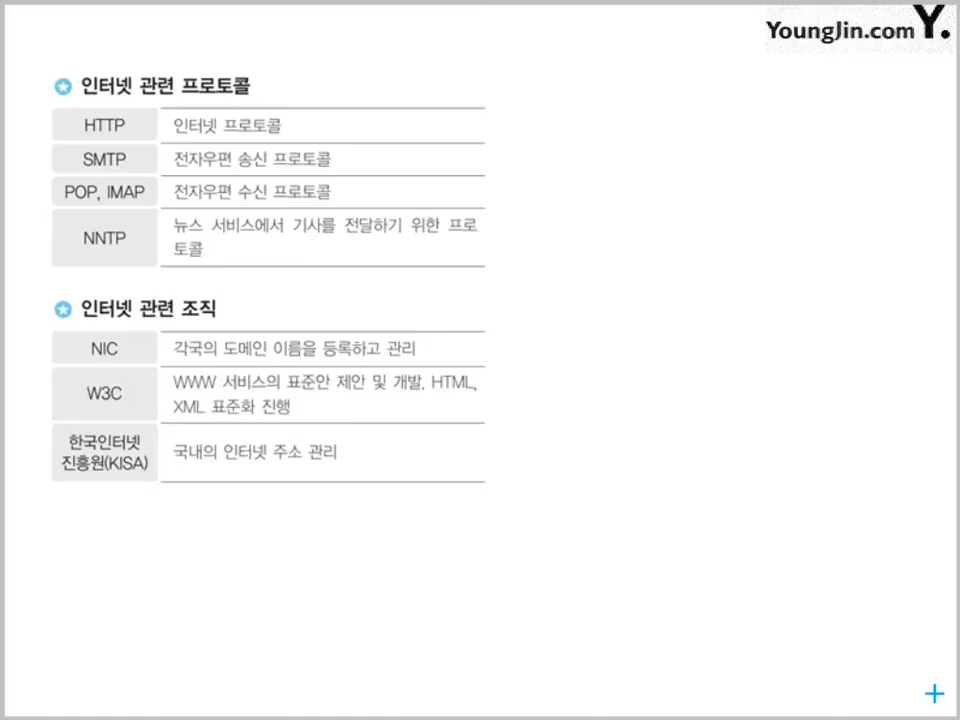 YoungJin.com Y.
인터넷 관련 프로토콜
HTTP 인터넷 프로토콜
SMTP 전자우편 송신 프로토콜
POP, IMAP 전자우편 수신 프로토콜
NNTP 뉴스 서비스에서 기사를 전달하기 위한 프로
토콜
인터넷 관련 조직
NIC 각국의 도메인 이름을 등록하고 관리
W3C WWW 서비스의 표준안 제안 및 개발, HTML,
XML 표준화 진행
한국인터넷
진흥원(KISA) 국내의 인터넷 주소 관리